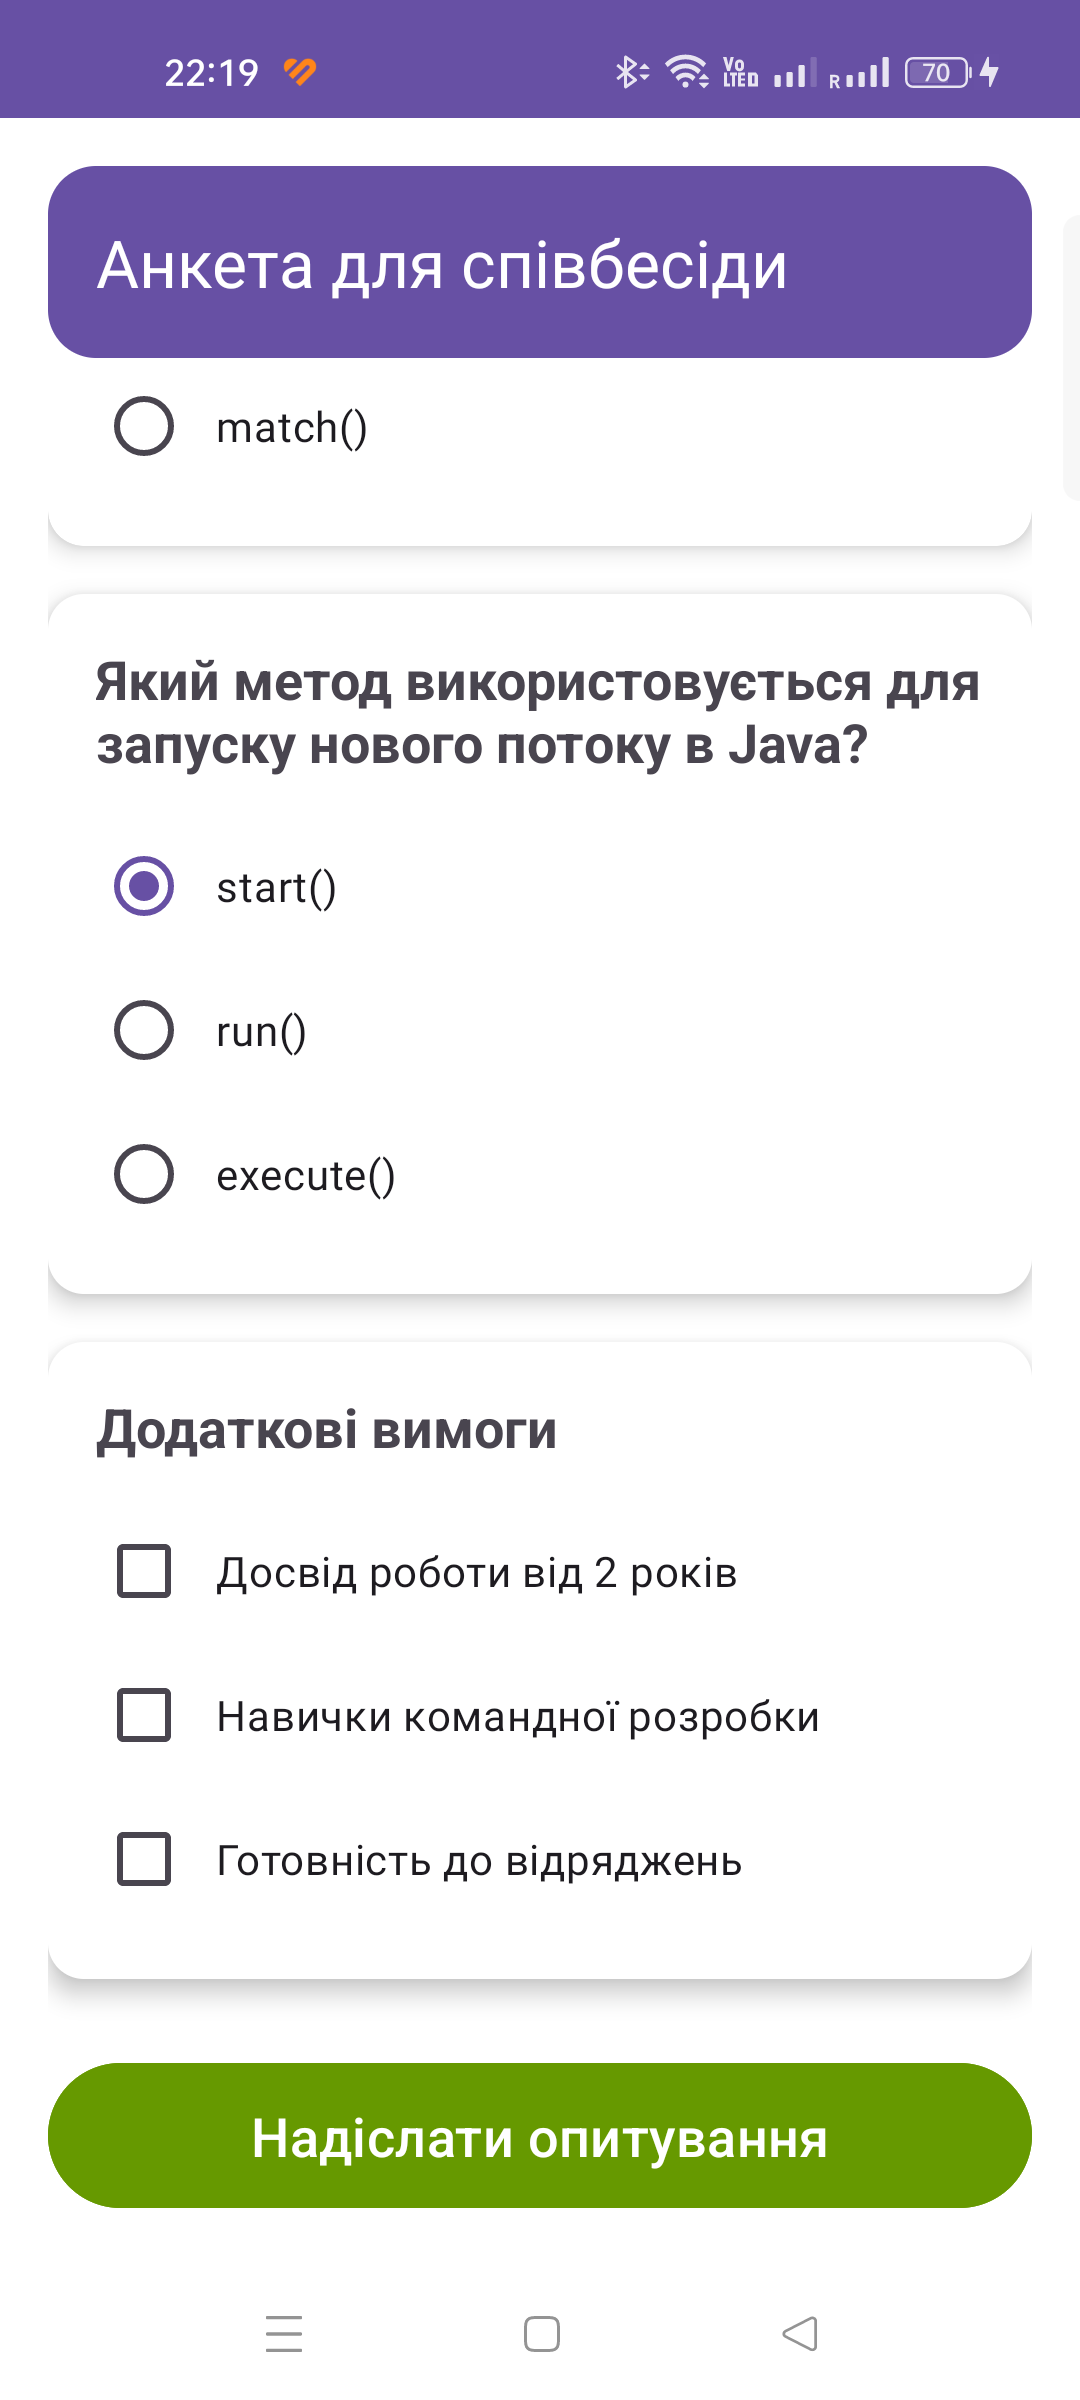 22:19 Vo LTE D R 70
Анкета для співбесіди
match()
Який метод використовується для
запуску нового потоку в Java?
start()
run()
execute()
Додаткові вимоги
Досвід роботи від 2 років
Навички командної розробки
Готовність до відряджень
Надіслати опитування